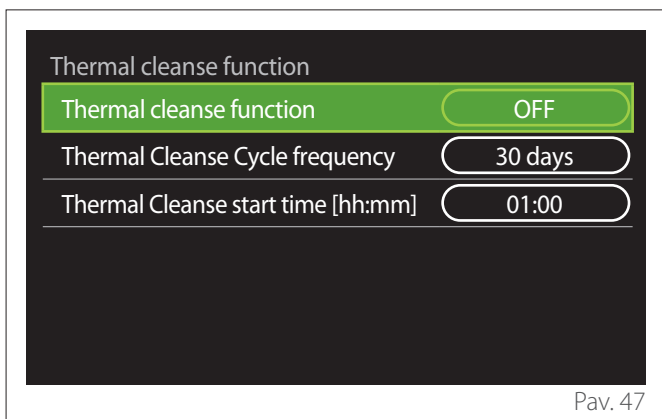 Thermal cleanse function
Thermal cleanse function OFF
Thermal Cleanse Cycle frequency 30 days
Thermal Cleanse start time [hh:mm] 01:00
Pav. 47